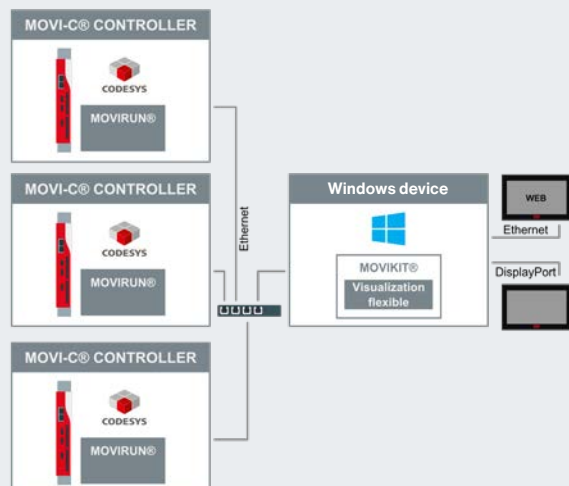 MOVI-C® CONTROLLER
CODESYS
MOVIRUN®
MOVI-C® CONTROLLER
CODESYS
MOVIRUN®
MOVI-C® CONTROLLER
CODESYS
MOVIRUN®
Ethernet
Windows device
MOVIKIT®
Visualization
flexible
WEB
Ethernet
DisplayPort